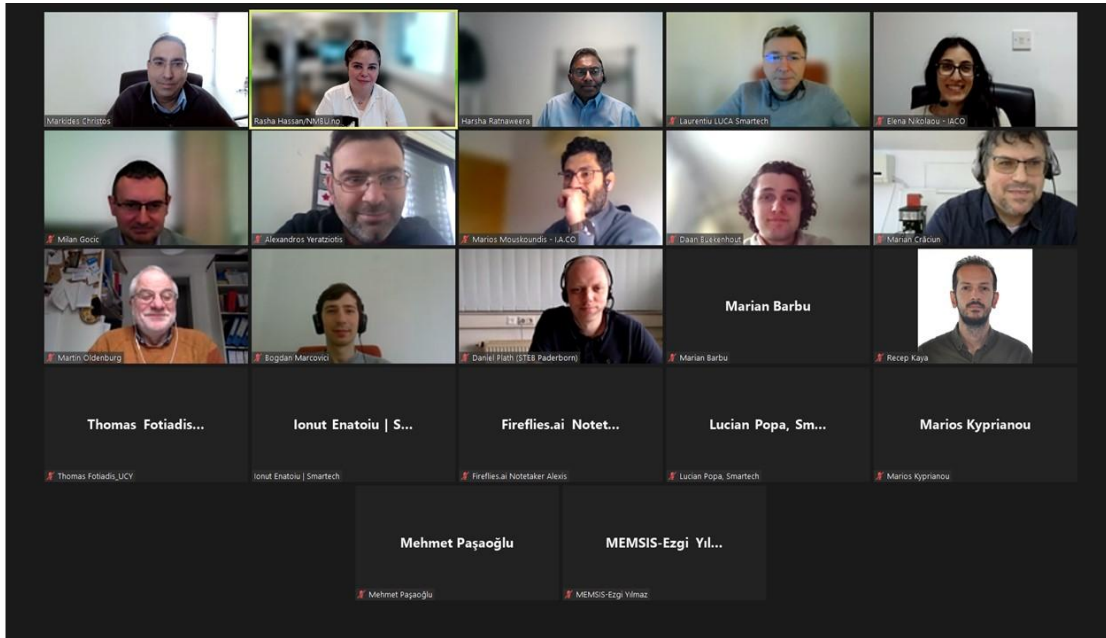 Markides Christos
Rasha Hassan/NMBU.no
Harsha Ratnaweera
Laurentiu LUCA Smartech
Elena Nikolaou - IACO
Milan Gocic
Alexandros Yeratziotis
Marios Mouskoundis - I.A.CO
Daan Buekenhout
Marian Crăciun
Martin Oldenburg
Bogdan Marcovici
Daniel Plath (STEB Paderborn)
Marian Barbu
Marian Barbu
Recep Kaya
Thomas Fotiadis...
Thomas Fotiadis_UCY
Ionut Enatoiu | S...
Ionut Enatoiu | Smartech
Fireflies.ai Notet...
Fireflies.ai Notetaker Alexis
Lucian Popa, Sm...
Lucian Popa, Smartech
Marios Kyprianou
Marios Kyprianou
Mehmet Paşaoğlu
Mehmet Paşaoğlu
MEMSIS-Ezgi Yıl...
MEMSIS-Ezgi Yılmaz